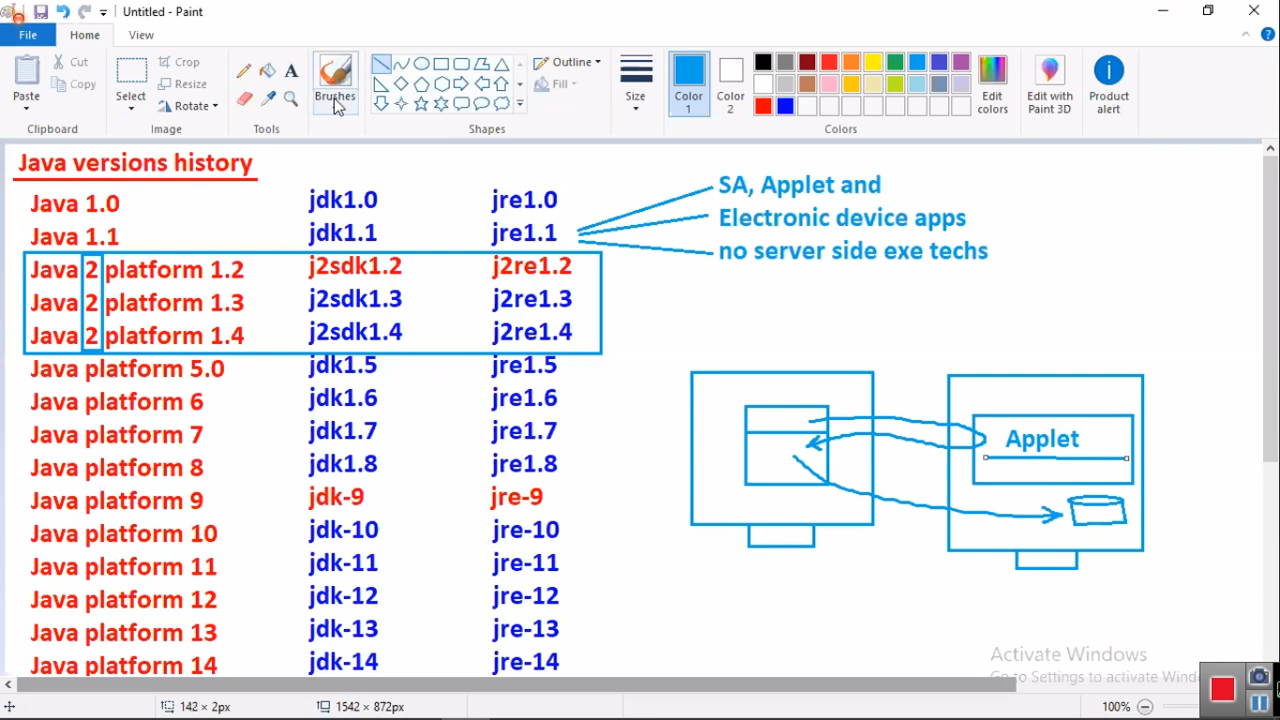 Untitled - Paint
File Home View
Paste Cut Copy
Clipboard
Select Crop Resize Rotate
Image
A
Tools
Brushes
Shapes
Outline
Fill
Size
Color 1
Color 2
Edit colors
Colors
Edit with Paint 3D
Product alert
Java versions history
Java 1.0 jdk1.0 jre1.0
Java 1.1 jdk1.1 jre1.1
Java 2 platform 1.2 j2sdk1.2 j2re1.2
Java 2 platform 1.3 j2sdk1.3 j2re1.3
Java 2 platform 1.4 j2sdk1.4 j2re1.4
Java platform 5.0 jdk1.5 jre1.5
Java platform 6 jdk1.6 jre1.6
Java platform 7 jdk1.7 jre1.7
Java platform 8 jdk1.8 jre1.8
Java platform 9 jdk-9 jre-9
Java platform 10 jdk-10 jre-10
Java platform 11 jdk-11 jre-11
Java platform 12 jdk-12 jre-12
Java platform 13 jdk-13 jre-13
Java platform 14 jdk-14 jre-14
SA, Applet and
Electronic device apps
no server side exe techs
Applet
Activate Windows
Go to Settings to activate Wind
142 × 2px 1542 × 872px 100%